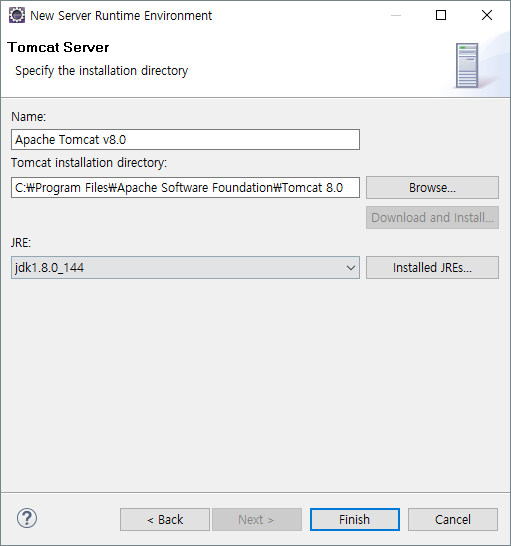 New Server Runtime Environment
Tomcat Server
Specify the installation directory
Name:
Apache Tomcat v8.0
Tomcat installation directory:
C:₩Program Files₩Apache Software Foundation₩Tomcat 8.0
Browse...
Download and Install...
JRE:
jdk1.8.0_144
Installed JREs...
?
< Back
Next >
Finish
Cancel